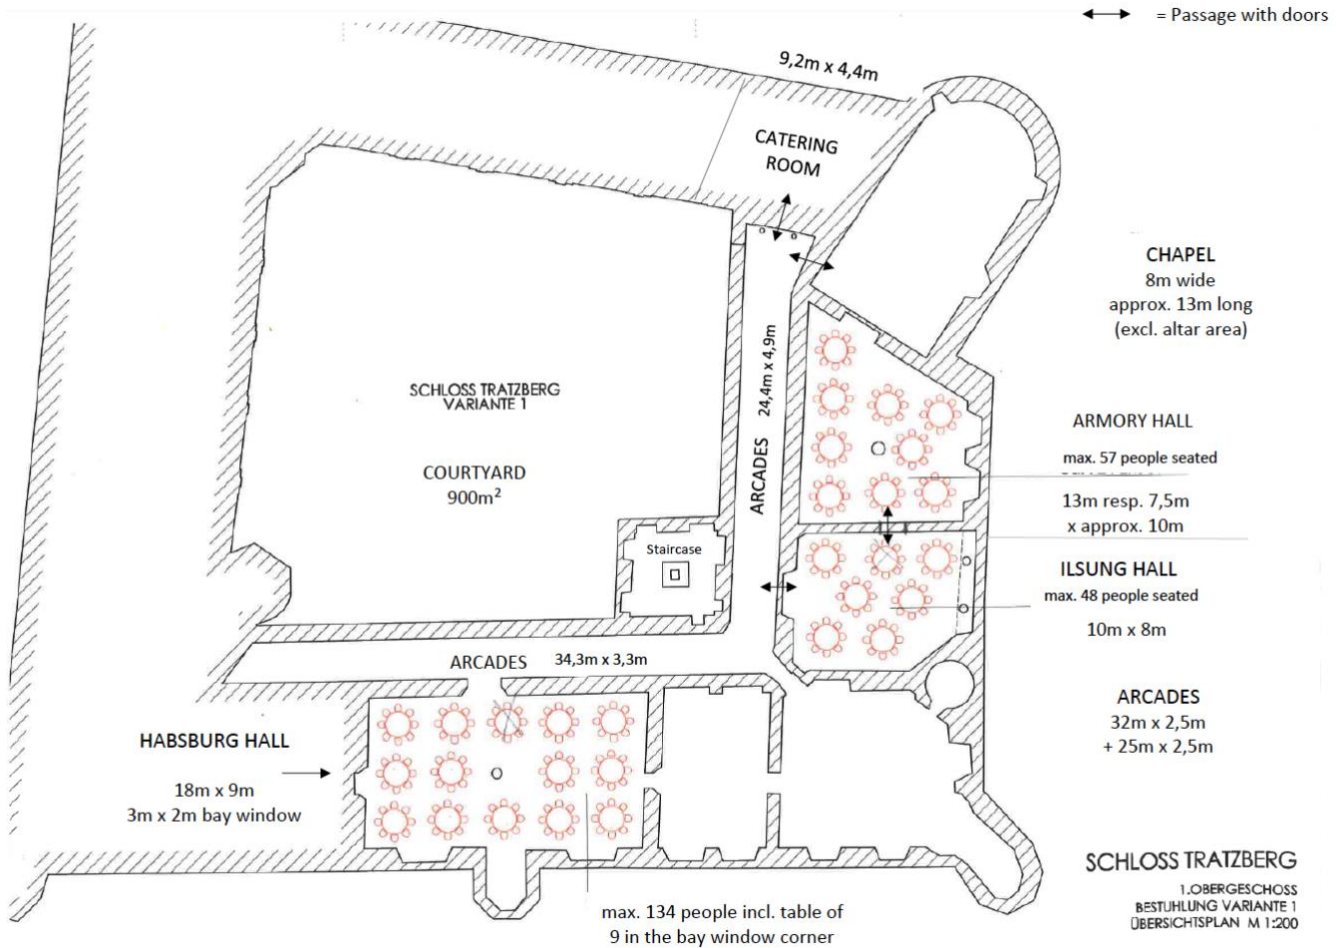 = Passage with doors
9,2m x 4,4m
CATERING
ROOM
CHAPEL
8m wide
approx. 13m long
(excl. altar area)
SCHLOSS TRATZBERG
VARIANTE 1
COURTYARD
900m²
ARCADES 24,4m x 4,9m
ARMORY HALL
max. 57 people seated
13m resp. 7,5m
x approx. 10m
Staircase
ILSUNG HALL
max. 48 people seated
10m x 8m
ARCADES 34,3m x 3,3m
ARCADES
32m x 2,5m
+ 25m x 2,5m
HABSBURG HALL
18m x 9m
3m x 2m bay window
max. 134 people incl. table of
9 in the bay window corner
SCHLOSS TRATZBERG
1.OBERGESCHOSS
BESTUHLUNG VARIANTE 1
ÜBERSICHTSPLAN M 1:200